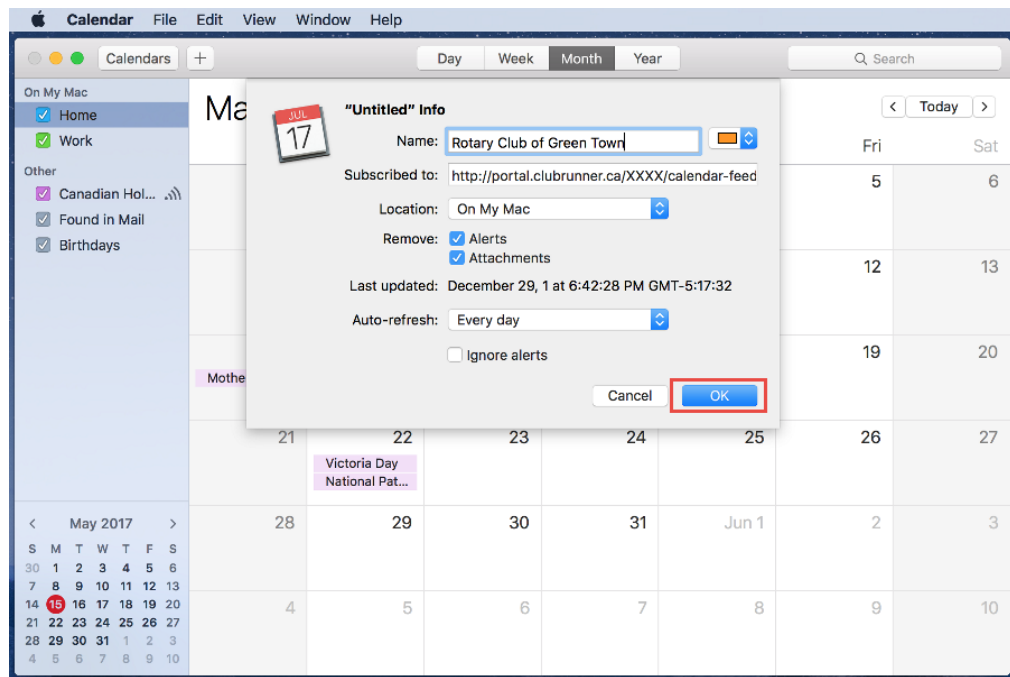 Calendar File Edit View Window Help
Calendars + Day Week Month Year Search
On My Mac
Home
Work
Other
Canadian Hol...
Found in Mail
Birthdays
Ma
< Today >
Fri Sat
JUL
17
"Untitled" Info
Name: Rotary Club of Green Town
Subscribed to: http://portal.clubrunner.ca/XXXX/calendar-feed
Location: On My Mac
Remove: Alerts
Attachments
Last updated: December 29, 1 at 6:42:28 PM GMT-5:17:32
Auto-refresh: Every day
Ignore alerts
Cancel OK
5 6
12 13
19 20
Mothe
21 22 23 24 25 26 27
Victoria Day
National Pat...
28 29 30 31 Jun 1 2 3
4 5 6 7 8 9 10
< May 2017 >
S M T W T F S
30 1 2 3 4 5 6
7 8 9 10 11 12 13
14 15 16 17 18 19 20
21 22 23 24 25 26 27
28 29 30 31 1 2 3
4 5 6 7 8 9 10